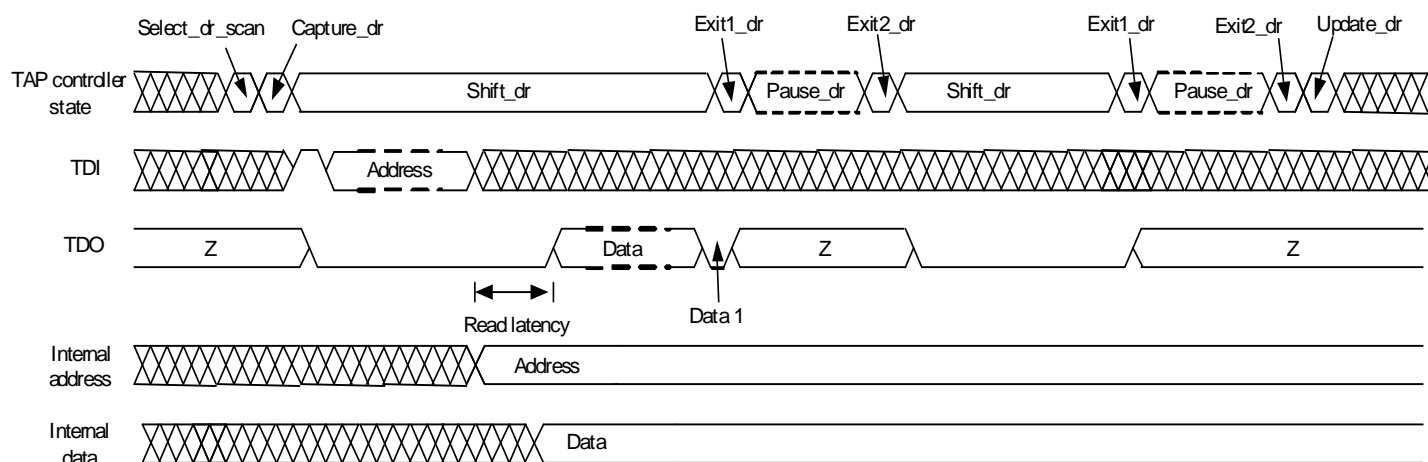 Select_dr_scan Capture_dr Exit1_dr Exit2_dr Exit1_dr Exit2_dr Update_dr
TAP controller
state
Shift_dr Pause_dr Shift_dr Pause_dr
TDI Address
TDO Z Data Z Z
Read latency Data 1
Internal
address
Address
Internal
data
Data